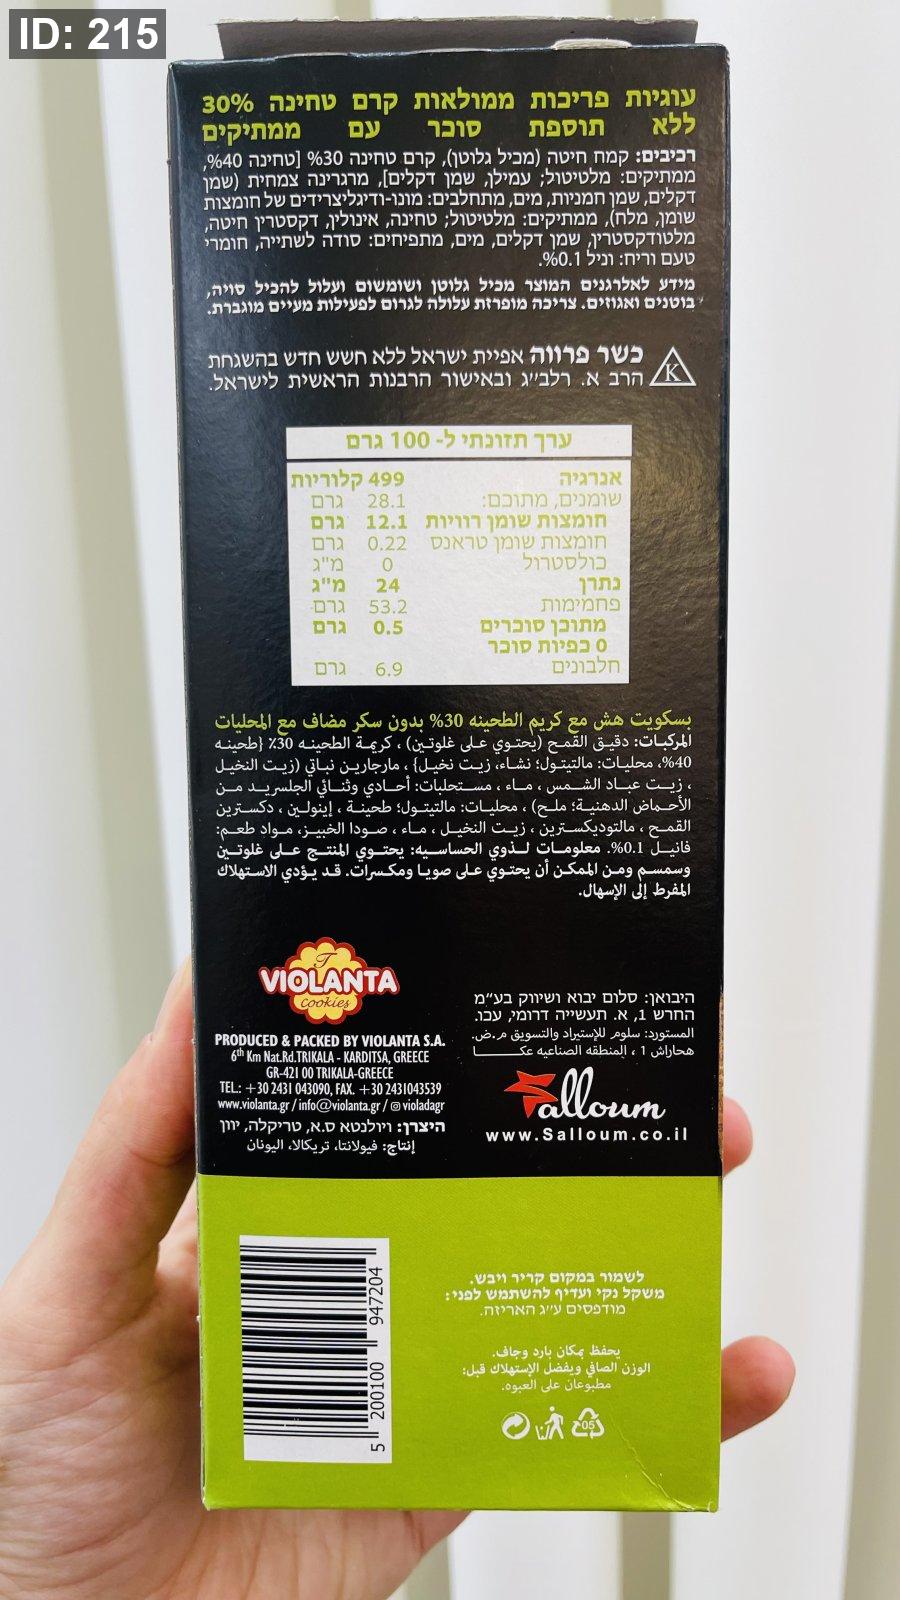 ID: 215
עוגיות פריכות ממולאות קרם טחינה 30%
ללא תוספת סוכר עם ממתיקים
רכיבים: קמח חיטה (מכיל גלוטן), קרם טחינה 30% [טחינה 40%,
ממתיקים: מלטיטול; עמילן, שמן דקלים], מרגרינה צמחית (שמן
דקלים, שמן חמניות, מים, מתחלבים: מונו-ודיגליצרידים של חומצות
שומן, מלח), ממתיקים: מלטיטול; טחינה, אינולין, דקסטרין חיטה,
מלטודקסטרין, שמן דקלים, מים, מתפיחים: סודה לשתייה, חומרי
טעם וריח: וניל 0.1%.
מידע לאלרגנים המוצר מכיל גלוטן ושומשום ועלול להכיל סויה,
בוטנים ואגוזים. צריכה מופרזת עלולה לגרום לפעילות מעיים מוגברת.
כשר פרווה אפיית ישראל ללא חשש חדש בהשגחת
K הרב א. רלב״ג ובאישור הרבנות הראשית לישראל.
ערך תזונתי ל- 100 גרם
אנרגיה 499 קלוריות
שומנים, מתוכם: 28.1 גרם
חומצות שומן רוויות 12.1 גרם
חומצות שומן טראנס 0.22 גרם
כולסטרול 0 מ"ג
נתרן 24 מ"ג
פחמימות 53.2 גרם
מתוכן סוכרים 0.5 גרם
0 כפיות סוכר
חלבונים 6.9 גרם
بسكويت هش مع كريم الطحينه 30% بدون سكر مضاف مع المحليات
المركبات: دقيق القمح (يحتوي على غلوتين) ، كريمة الطحينه 30٪ {طحينه
40%، محليات: مالتيتول؛ نشاء، زيت نخيل} ، مارجارين نباتي (زيت النخيل
، زيت عباد الشمس ، ماء ، مستحلبات: أحادي وثنائي الجلسريد من
الأحماض الدهنية؛ ملح) ، محليات: مالتيتول؛ طحينة ، إينولين ، دكسترين
القمح ، مالتوديكسترين ، زيت النخيل ، ماء ، صودا الخبيز، مواد طعم:
فانيل 0.1%. معلومات لذوي الحساسيه: يحتوي المنتج على غلوتين
وسمسم ومن الممكن أن يحتوي على صويا ومكسرات. قد يؤدي الاستهلاك
المفرط إلى الإسهال.
T
VIOLANTA
cookies
PRODUCED & PACKED BY VIOLANTA S.A.
6th Km Nat.Rd.TRIKALA - KARDITSA, GREECE
GR-421 00 TRIKALA-GREECE
TEL.: +30 2431 043090, FAX. +30 2431043539
www.violanta.gr / info@violanta.gr / violadagr
היצרן: ויולנטא ס.א, טריקלה, יוון
إنتاج: فيولانتا، تريكالا، اليونان
היבואן: סלום יבוא ושיווק בע״מ
החרש 1, א. תעשייה דרומי, עכו.
المستورد: سلوم للإستيراد والتسويق م.ض.
هحاراش 1 ، المنطقه الصناعيه عكا
Salloum
www.Salloum.co.il
5 200100 947204
לשמור במקום קריר ויבש.
משקל נקי ועדיף להשתמש לפני:
מודפסים ע״ג האריזה.
يحفظ بمكان بارد وجاف.
الوزن الصافي ويفضل الإستهلاك قبل:
مطبوعان على العبوه.
05